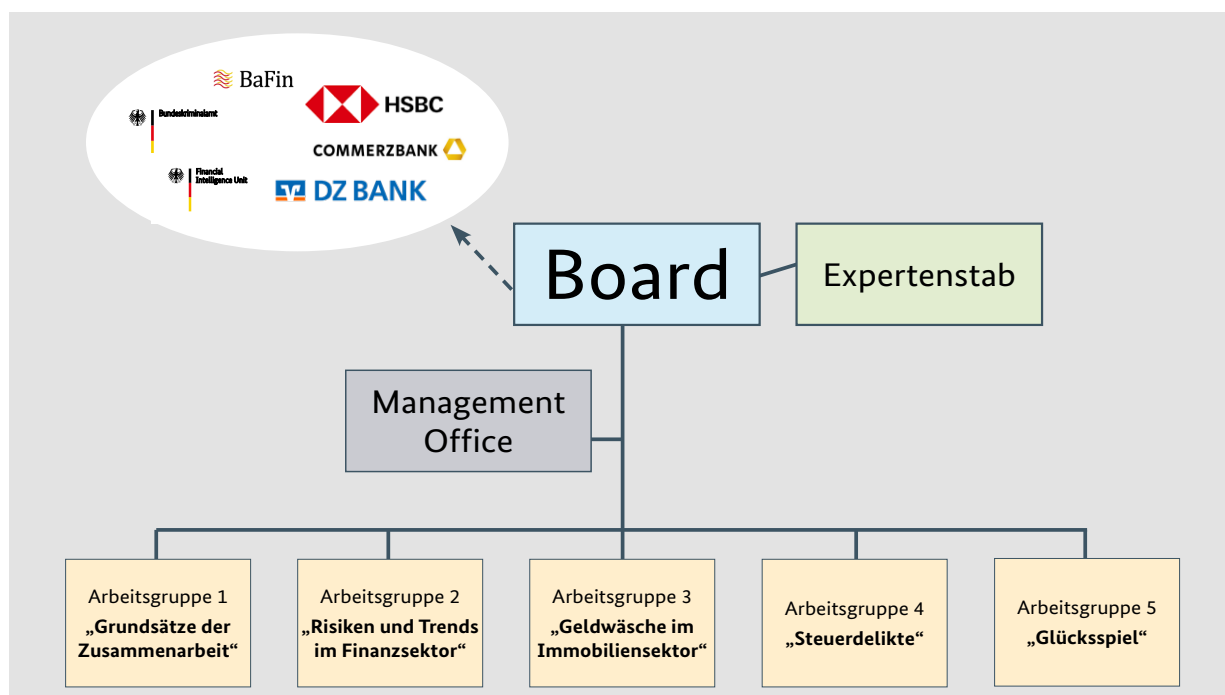 BaFin
Bundeskriminalamt
HSBC
COMMERZBANK
Financial
Intelligence Unit
DZ BANK
Board
Expertenstab
Management
Office
Arbeitsgruppe 1
„Grundsätze der
Zusammenarbeit“
Arbeitsgruppe 2
„Risiken und Trends
im Finanzsektor“
Arbeitsgruppe 3
„Geldwäsche im
Immobiliensektor“
Arbeitsgruppe 4
„Steuerdelikte“
Arbeitsgruppe 5
„Glücksspiel“